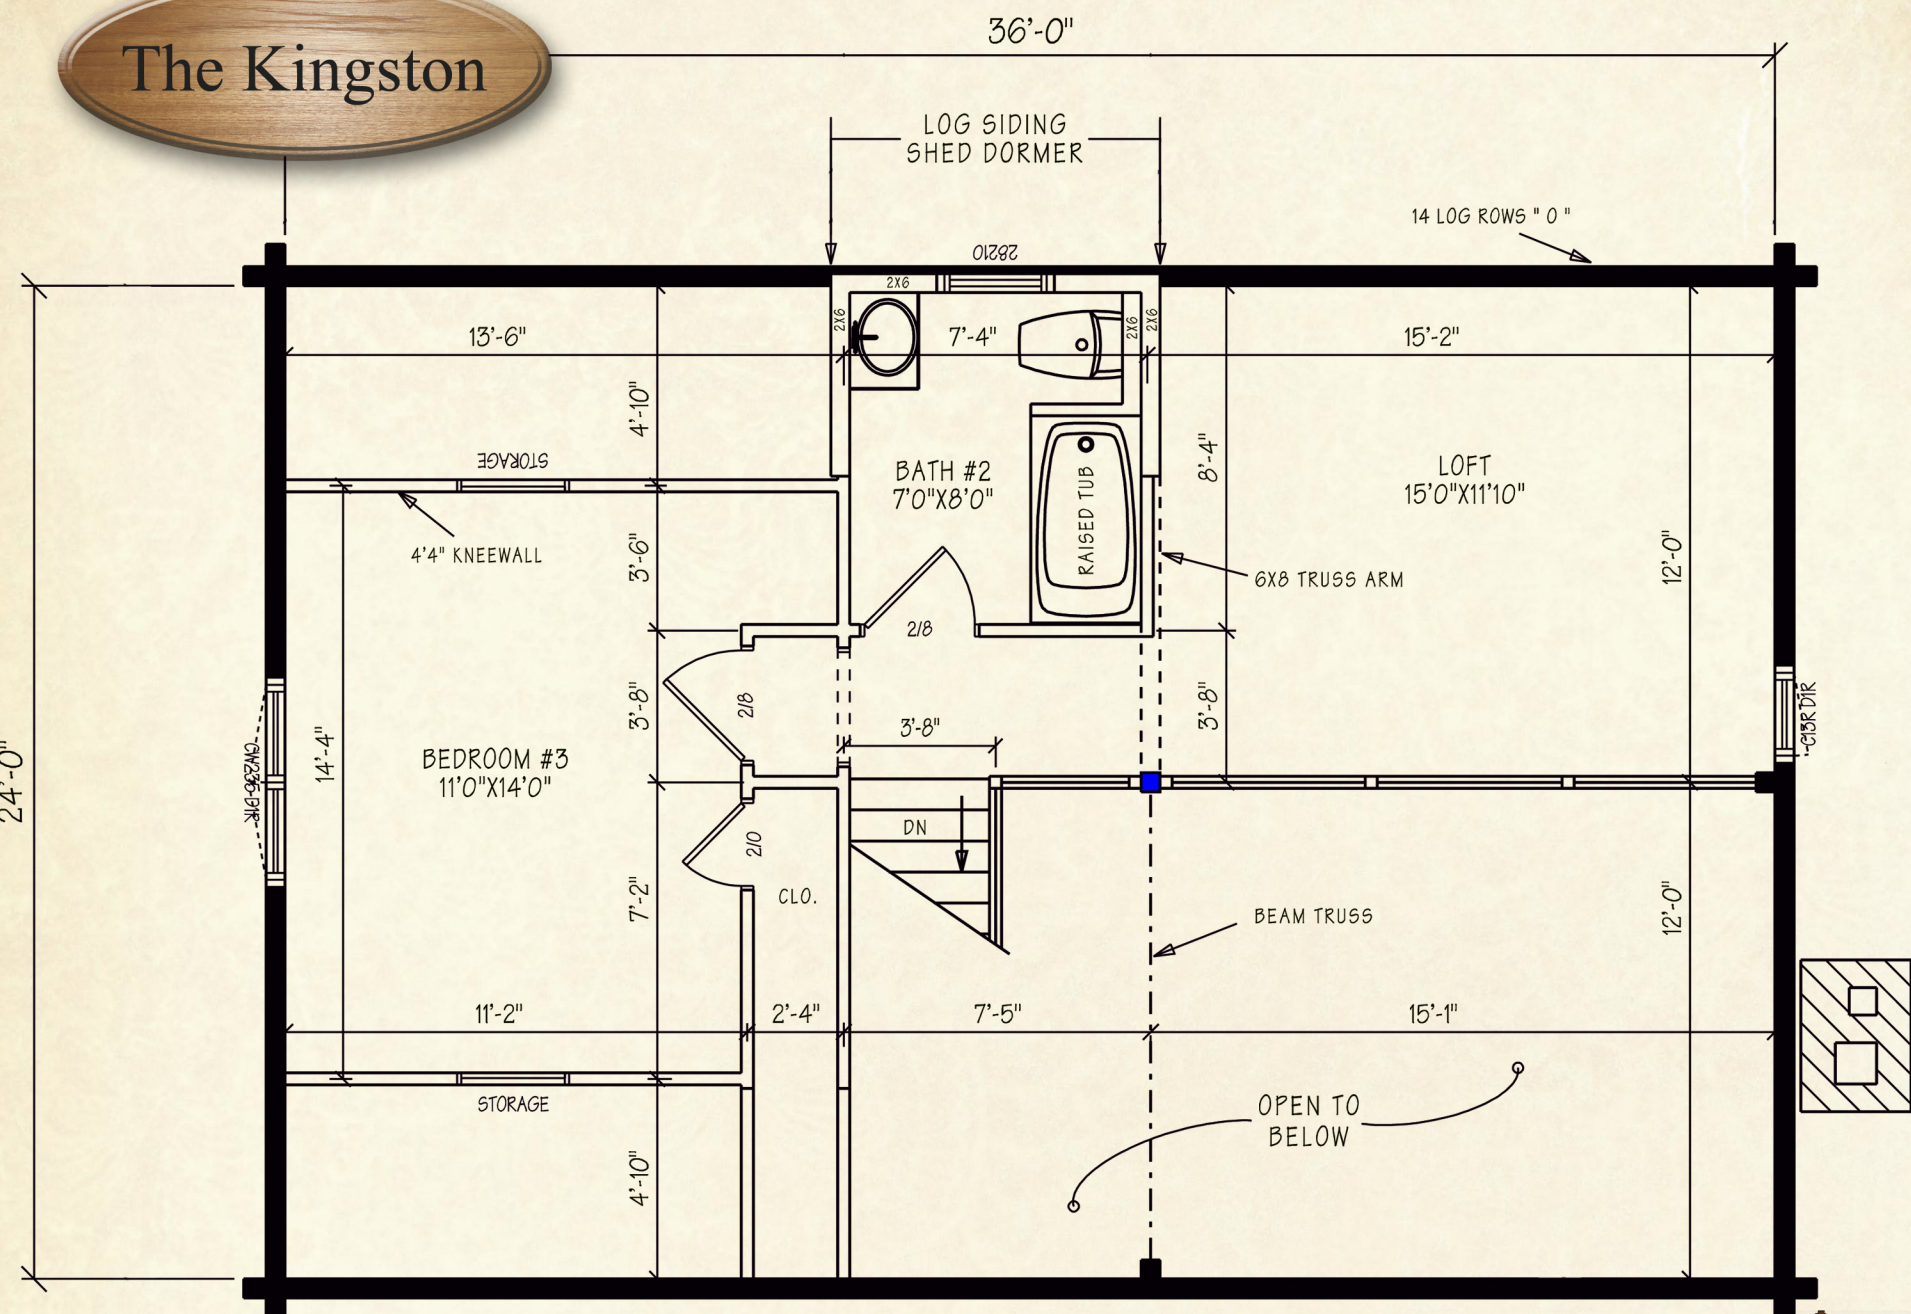 The Kingston
36'-0"
LOG SIDING
SHED DORMER
14 LOG ROWS " O "
28210
2X6
2X6
2X6
2X6
13'-6"
7'-4"
15'-2"
4'-10"
STORAGE
BATH #2
7'0"X8'0"
RAISED TUB
8'-4"
LOFT
15'0"X11'10"
4'4" KNEEWALL
3'-6"
6X8 TRUSS ARM
12'-0"
2/8
2/8
3'-8"
3'-8"
3'-8"
14'-4"
BEDROOM #3
11'0"X14'0"
24'-0"
C13R D1R
DN
2/0
CLO.
7'-2"
BEAM TRUSS
12'-0"
11'-2"
2'-4"
7'-5"
15'-1"
STORAGE
OPEN TO
BELOW
4'-10"